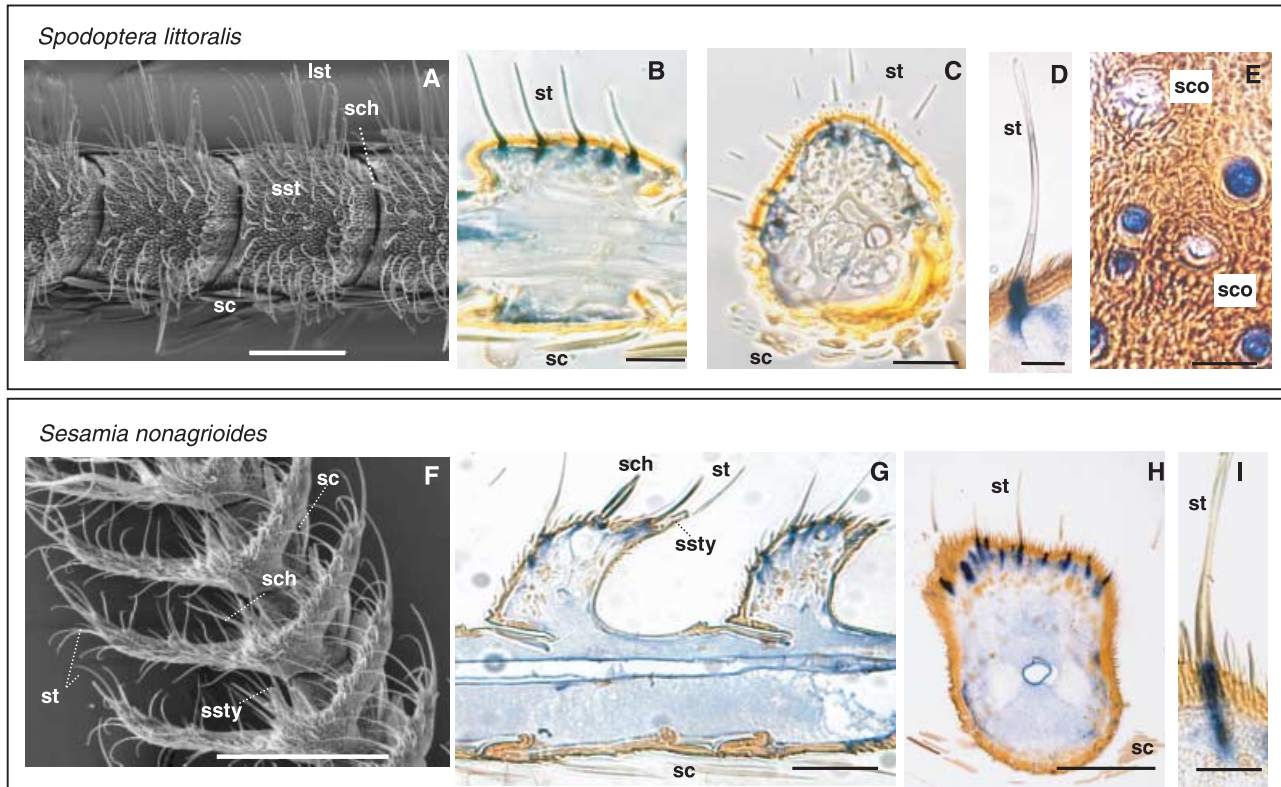 Spodoptera littoralis
A
lst
sch
sst
sc
B
st
sc
C
st
sc
D
st
E
sco
sco
Sesamia nonagrioides
F
sc
sch
st
ssty
G
sch
st
ssty
sc
H
st
sc
I
st